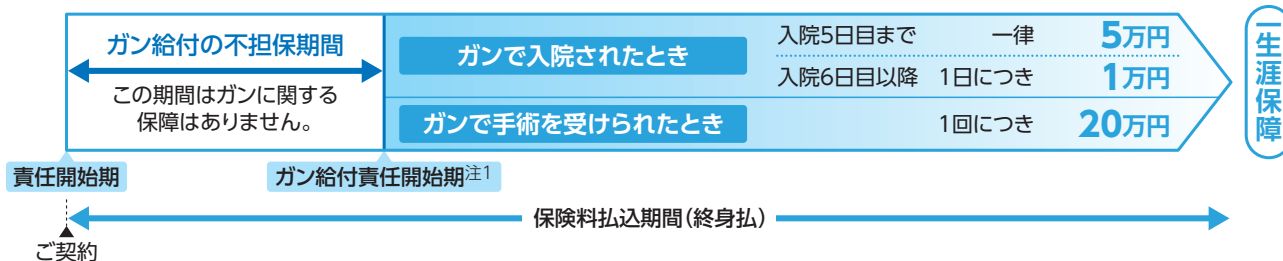 ガン給付の不担保期間
この期間はガンに関する
保障はありません。
ガンで入院されたとき
入院5日目まで 一律 5万円
入院6日目以降 1日につき 1万円
ガンで手術を受けられたとき 1回につき 20万円
一生涯保障
責任開始期 ガン給付責任開始期注1
保険料払込期間(終身払)
ご契約